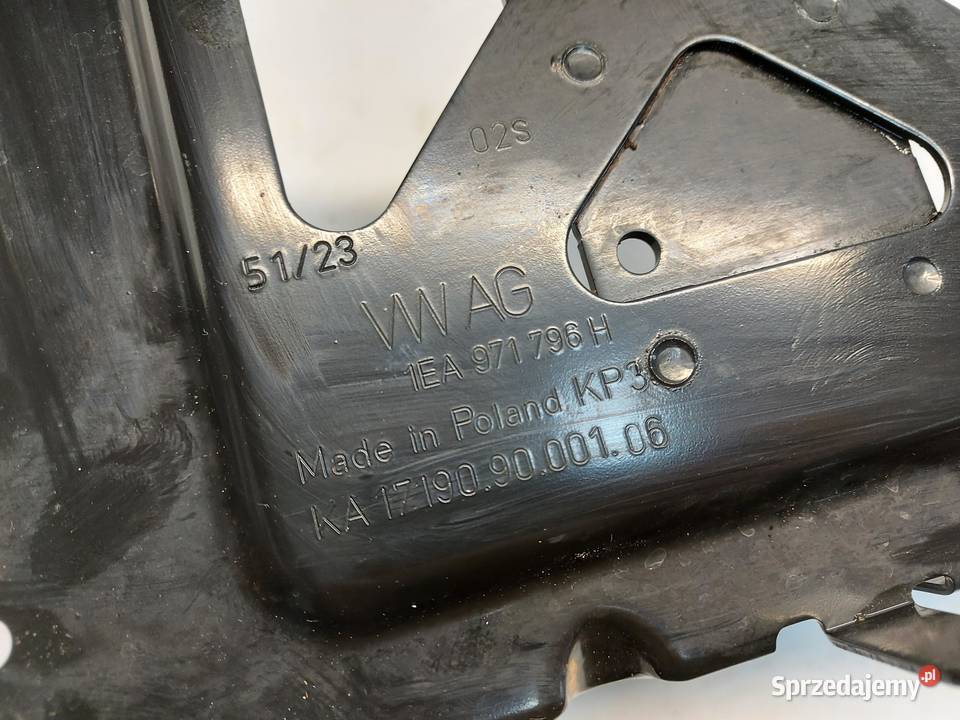 02S
51/23
VW AG
1EA 971 796 H
Made in Poland KP3
KA 17190.90.001.06
Sprzedajemy.pl